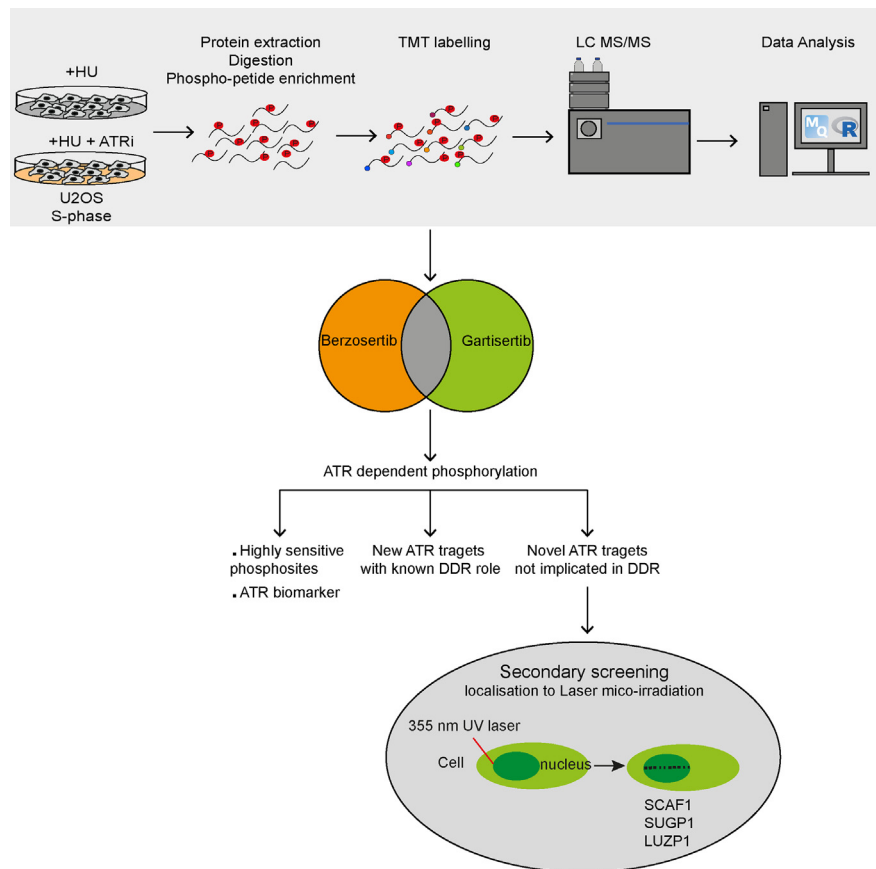 +HU
+HU + ATRi
U2OS
S-phase
Protein extraction
Digestion
Phospho-petide enrichment
TMT labelling
LC MS/MS
Data Analysis
MQ
R
Berzosertib
Gartisertib
ATR dependent phosphorylation
.Highly sensitive
phosphosites
.ATR biomarker
New ATR tragets
with known DDR role
Novel ATR tragets
not implicated in DDR
Secondary screening
localisation to Laser mico-irradiation
355 nm UV laser
Cell
nucleus
SCAF1
SUGP1
LUZP1